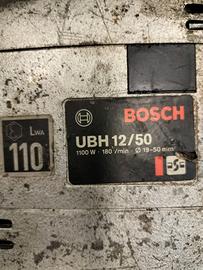 BOSCH
LWA
110
UBH 12/50
1100 W · 180 /min · Ø 19-50 mm